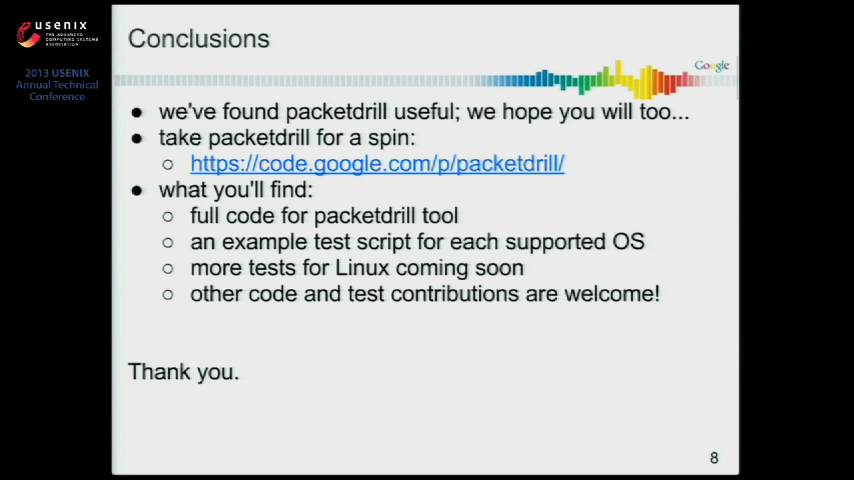 USENIX
THE ADVANCED
COMPUTING SYSTEMS
ASSOCIATION
2013 USENIX
Annual Technical
Conference
Conclusions
Google
● we've found packetdrill useful; we hope you will too...
● take packetdrill for a spin:
○ https://code.google.com/p/packetdrill/
● what you'll find:
○ full code for packetdrill tool
○ an example test script for each supported OS
○ more tests for Linux coming soon
○ other code and test contributions are welcome!
Thank you.
8